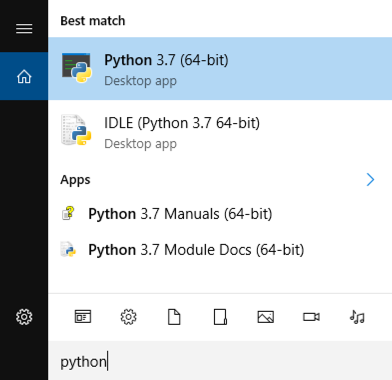 Best match
Python 3.7 (64-bit)
Desktop app
IDLE (Python 3.7 64-bit)
Desktop app
Apps
Python 3.7 Manuals (64-bit)
Python 3.7 Module Docs (64-bit)
python